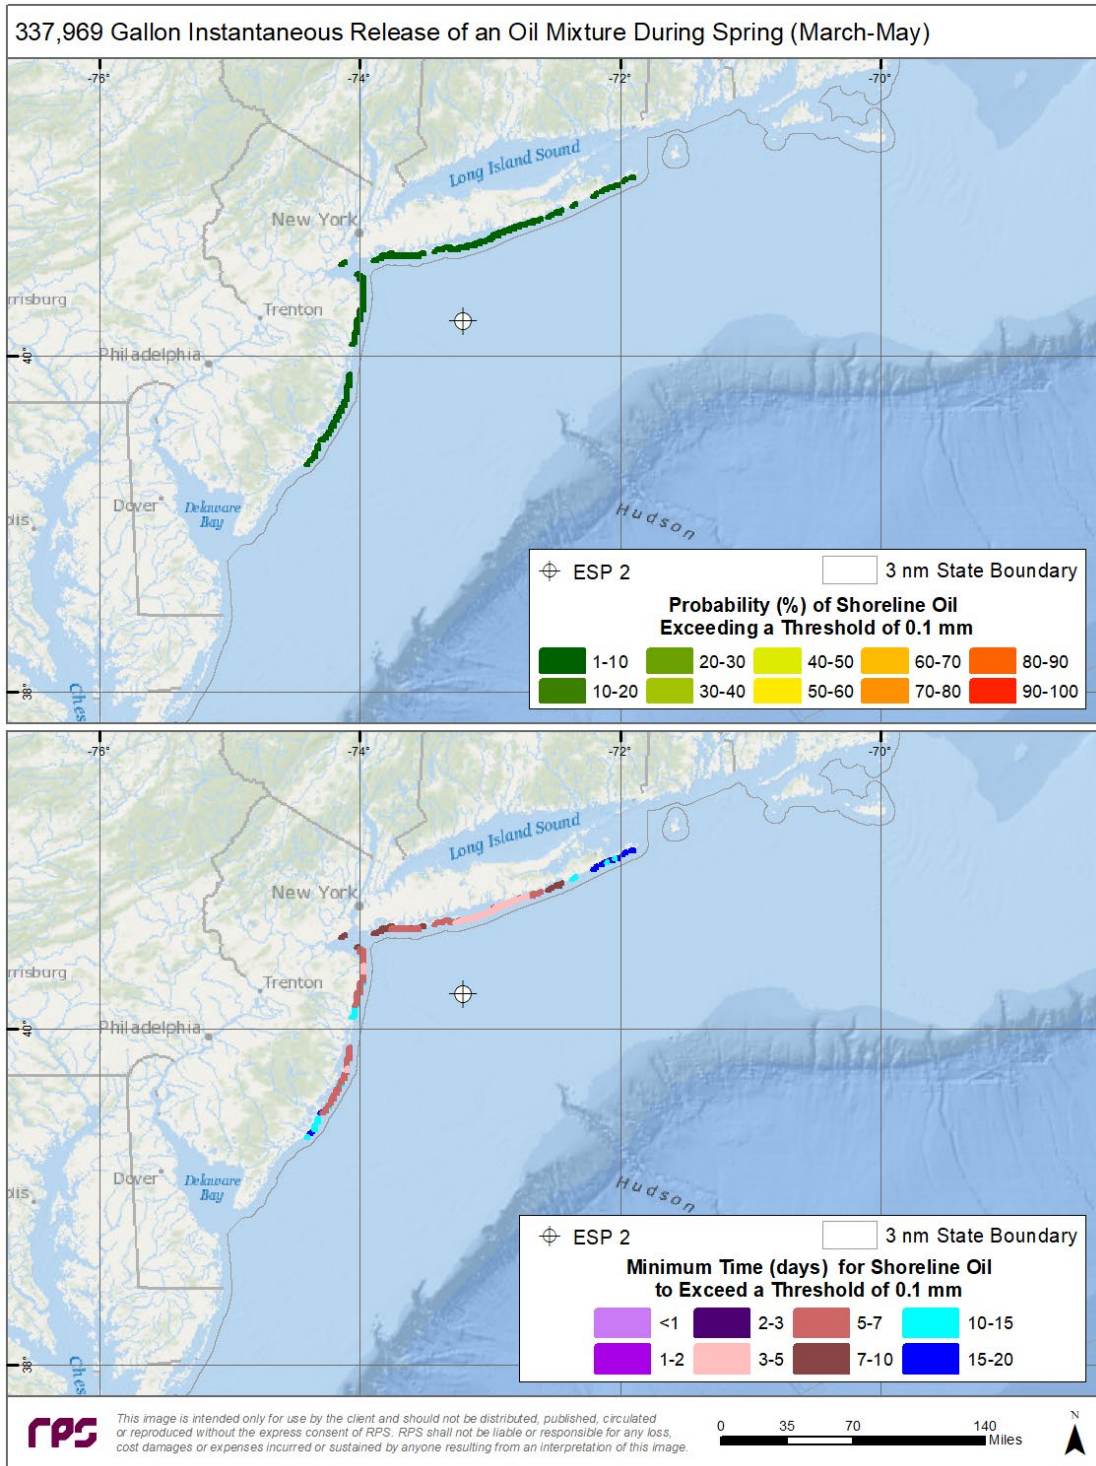 337,969 Gallon Instantaneous Release of an Oil Mixture During Spring (March-May)
-76°
-74°
-72°
-70°
Long Island Sound
New York
rrisburg
Trenton
40°
Philadelphia
Dover
Delaware
Bay
lis
Hudson
38°
Ches
ESP 2
3 nm State Boundary
Probability (%) of Shoreline Oil
Exceeding a Threshold of 0.1 mm
1-10 20-30 40-50 60-70 80-90
10-20 30-40 50-60 70-80 90-100
-76°
-74°
-72°
-70°
Long Island Sound
New York
rrisburg
Trenton
40°
Philadelphia
Dover
Delaware
Bay
lis
Hudson
38°
Ches
ESP 2
3 nm State Boundary
Minimum Time (days) for Shoreline Oil
to Exceed a Threshold of 0.1 mm
<1 2-3 5-7 10-15
1-2 3-5 7-10 15-20
rps
This image is intended only for use by the client and should not be distributed, published, circulated
or reproduced without the express consent of RPS. RPS shall not be liable or responsible for any loss,
cost damages or expenses incurred or sustained by anyone resulting from an interpretation of this image.
0 35 70 140
Miles
N